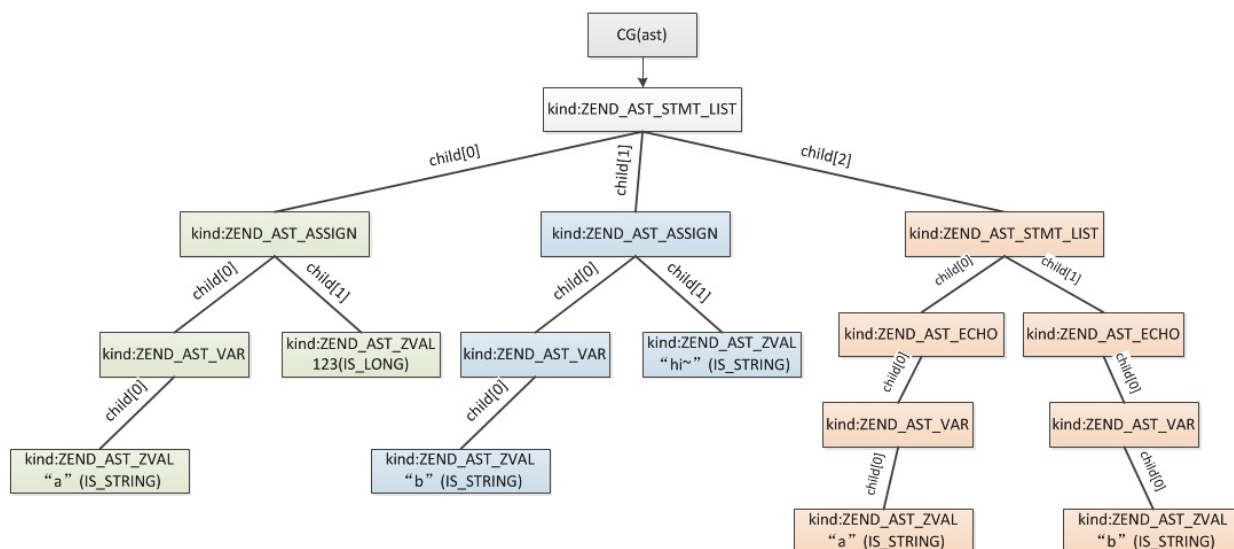 CG(ast)
kind:ZEND_AST_STMT_LIST
child[0]
child[1]
child[2]
kind:ZEND_AST_ASSIGN
kind:ZEND_AST_ASSIGN
kind:ZEND_AST_STMT_LIST
child[0]
child[1]
child[0]
child[1]
child[0]
child[1]
kind:ZEND_AST_VAR
kind:ZEND_AST_ZVAL
123(IS_LONG)
kind:ZEND_AST_VAR
kind:ZEND_AST_ZVAL
“hi~” (IS_STRING)
kind:ZEND_AST_ECHO
kind:ZEND_AST_ECHO
child[0]
child[0]
child[0]
child[0]
kind:ZEND_AST_VAR
kind:ZEND_AST_VAR
kind:ZEND_AST_ZVAL
“a” (IS_STRING)
kind:ZEND_AST_ZVAL
“b” (IS_STRING)
child[0]
child[0]
kind:ZEND_AST_ZVAL
“a” (IS_STRING)
kind:ZEND_AST_ZVAL
“b” (IS_STRING)